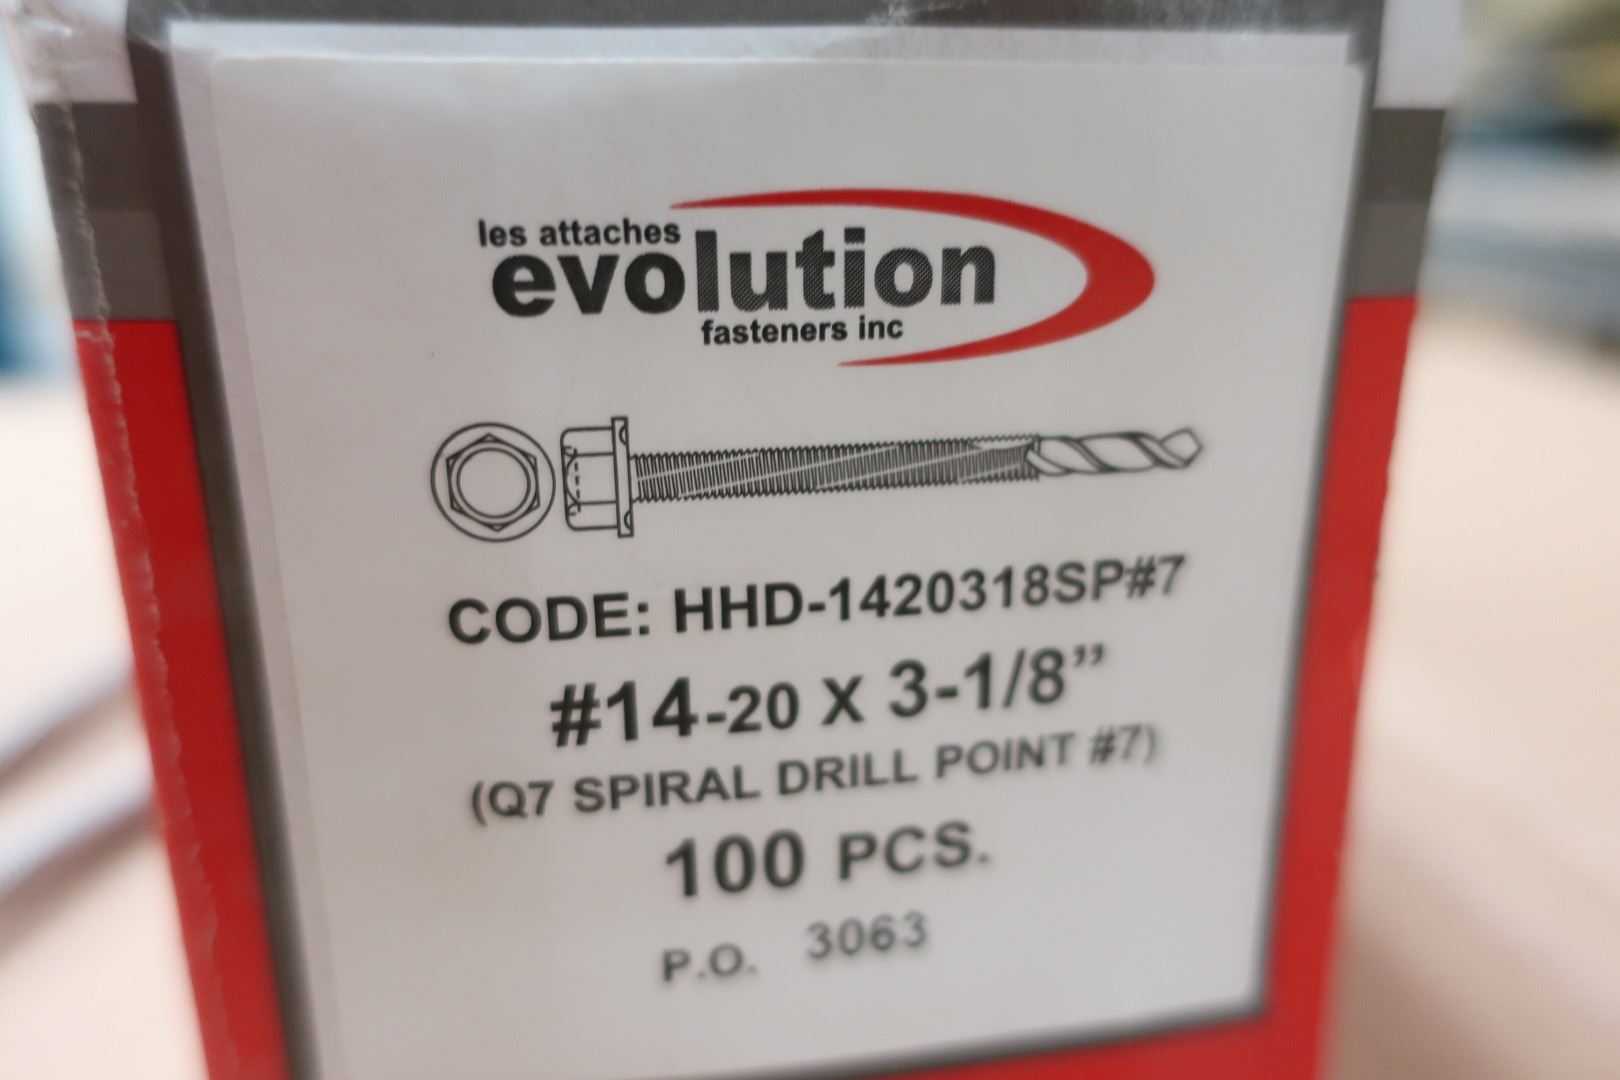 les attaches
evolution
fasteners inc
CODE: HHD-1420318SP#7
#14-20 X 3-1/8”
(Q7 SPIRAL DRILL POINT #7)
100 PCS.
P.O. 3063